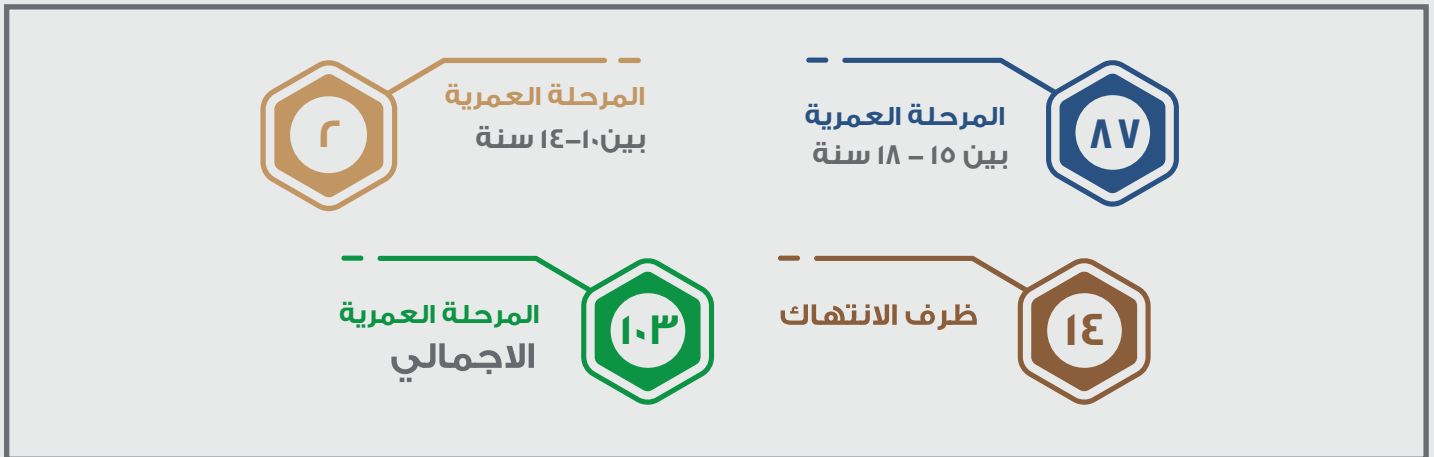 ٨٧
المرحلة العمرية
بين ١٥ – ١٨ سنة
٢
المرحلة العمرية
بين١٠–١٤ سنة
١٤
ظرف الانتهاك
١٠٣
المرحلة العمرية
الاجمالي